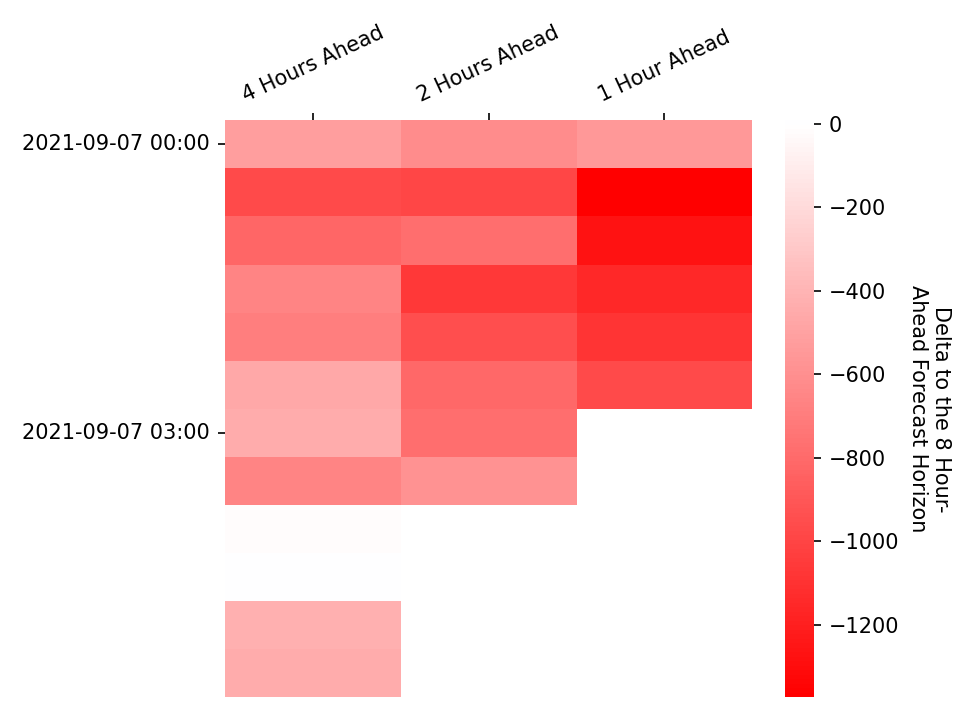 4 Hours Ahead
2 Hours Ahead
1 Hour Ahead
2021-09-07 00:00
2021-09-07 03:00
0
−200
−400
−600
−800
−1000
−1200
Delta to the 8 Hour-
Ahead Forecast Horizon